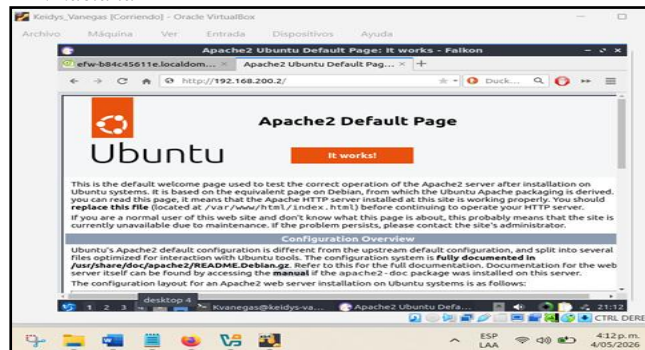 Keidys_Vanegas [Corriendo] - Oracle VirtualBox
Archivo Máquina Ver Entrada Dispositivos Ayuda
Apache2 Ubuntu Default Page: It works - Falkon
efw-b84c45611e.localdom... Apache2 Ubuntu Default Pag...
http://192.168.200.2/ Duck...
Apache2 Default Page
Ubuntu
It works!
This is the default welcome page used to test the correct operation of the Apache2 server after installation on
Ubuntu systems. It is based on the equivalent page on Debian, from which the Ubuntu Apache packaging is derived.
you can read this page, it means that the Apache HTTP server installed at this site is working properly. You should
replace this file (located at /var/www/html/index.html) before continuing to operate your HTTP server.
If you are a normal user of this web site and don't know what this page is about, this probably means that the site is
currently unavailable due to maintenance. If the problem persists, please contact the site's administrator.
Configuration Overview
Ubuntu's Apache2 default configuration is different from the upstream default configuration, and split into several
files optimized for interaction with Ubuntu tools. The configuration system is fully documented in
/usr/share/doc/apache2/README.Debian.gz. Refer to this for the full documentation. Documentation for the web
server itself can be found by accessing the manual if the apache2-doc package was installed on this server.
The configuration layout for an Apache2 web server installation on Ubuntu systems is as follows:
desktop 4
1 2 3 Kvanegas@keidys-va... Apache2 Ubuntu Defa... 21:12
CTRL DERE
ESP 4:12 p. m.
LAA 4/05/2026